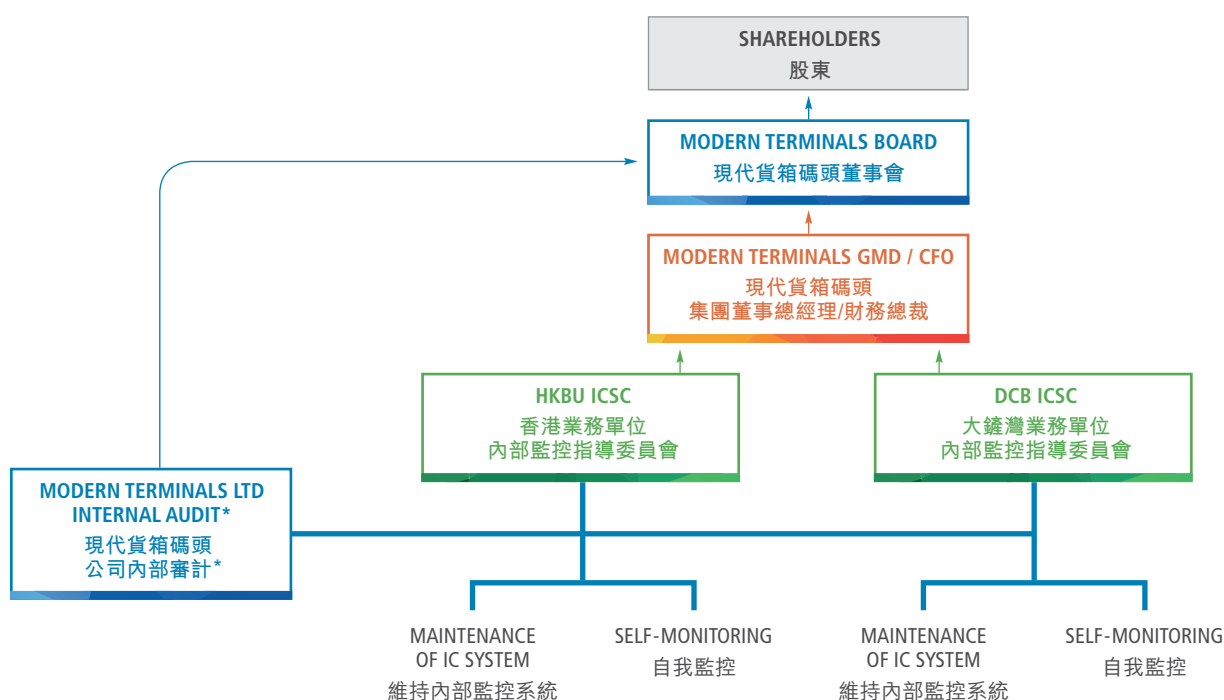 SHAREHOLDERS
股東
MODERN TERMINALS BOARD
現代貨箱碼頭董事會
MODERN TERMINALS GMD / CFO
現代貨箱碼頭
集團董事總經理/財務總裁
HKBU ICSC
香港業務單位
內部監控指導委員會
DCB ICSC
大鏟灣業務單位
內部監控指導委員會
MODERN TERMINALS LTD
INTERNAL AUDIT*
現代貨箱碼頭
公司內部審計*
MAINTENANCE
OF IC SYSTEM
維持內部監控系統
SELF-MONITORING
自我監控
MAINTENANCE
OF IC SYSTEM
維持內部監控系統
SELF-MONITORING
自我監控